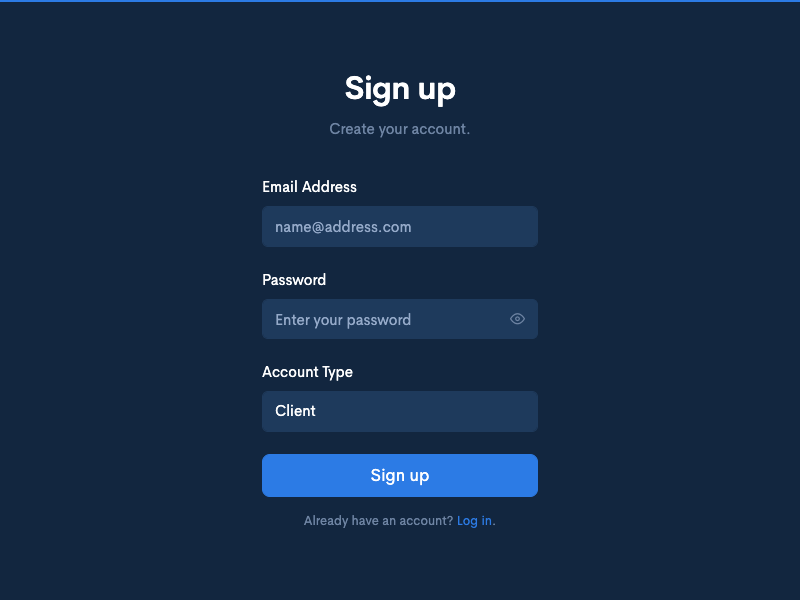 Sign up
Create your account.
Email Address
name@address.com
Password
Enter your password
Account Type
Client
Sign up
Already have an account? Log in.